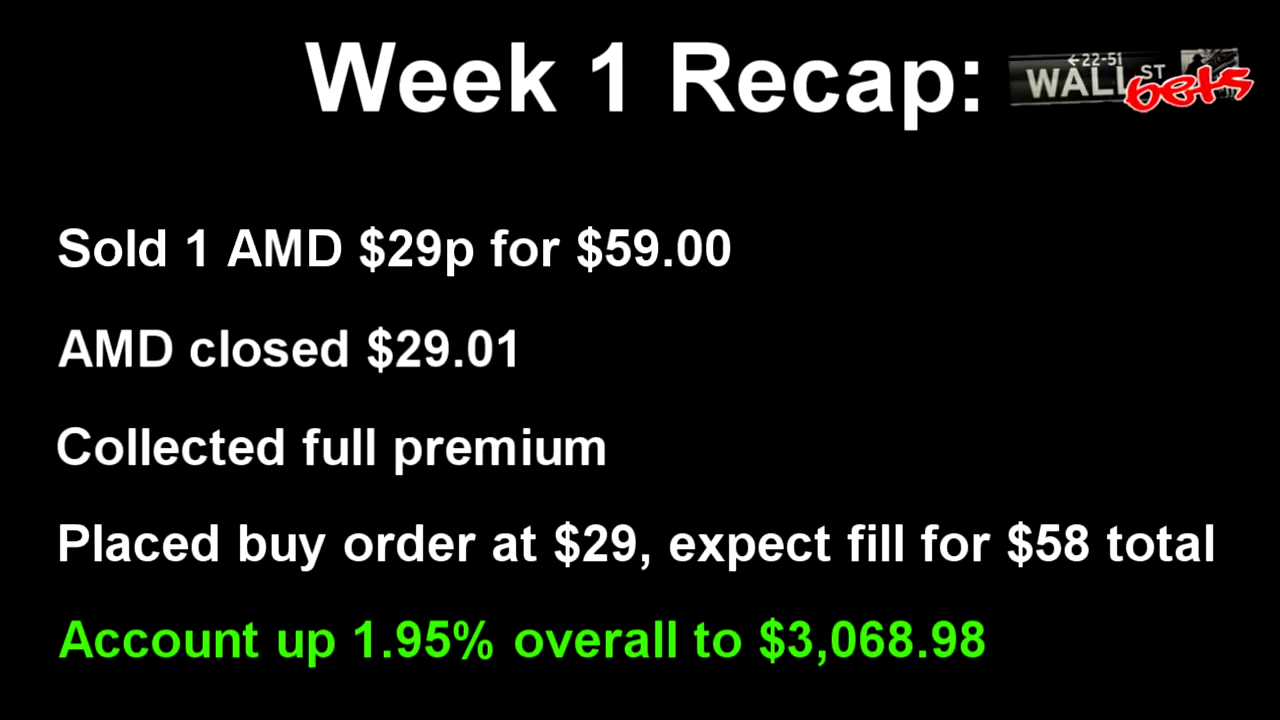 Week 1 Recap:
←22-51
WALL ST
bets
Sold 1 AMD $29p for $59.00
AMD closed $29.01
Collected full premium
Placed buy order at $29, expect fill for $58 total
Account up 1.95% overall to $3,068.98